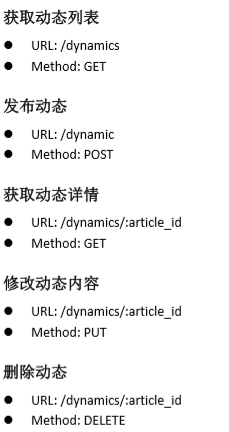 获取动态列表
● URL: /dynamics
● Method: GET
发布动态
● URL: /dynamic
● Method: POST
获取动态详情
● URL: /dynamics/:article_id
● Method: GET
修改动态内容
● URL: /dynamics/:article_id
● Method: PUT
删除动态
● URL: /dynamics/:article_id
● Method: DELETE